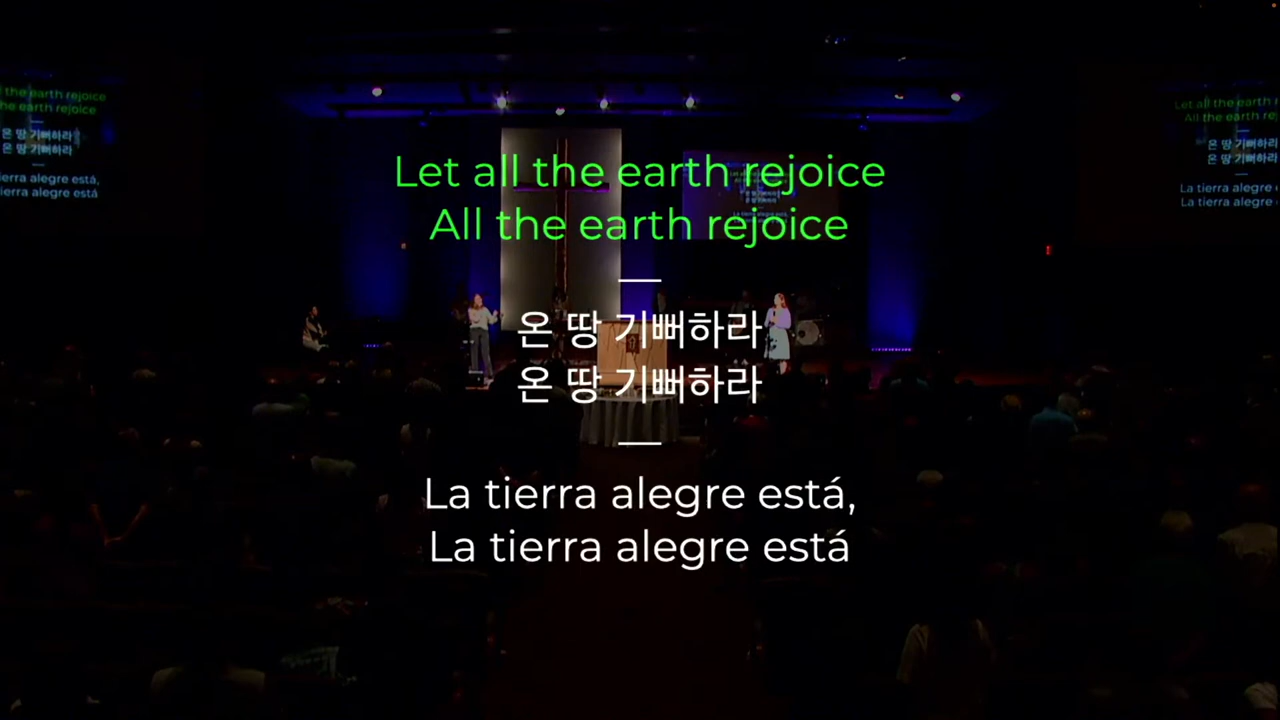 Let all the earth rejoice
All the earth rejoice
온 땅 기뻐하라
온 땅 기뻐하라
La tierra alegre está,
La tierra alegre está